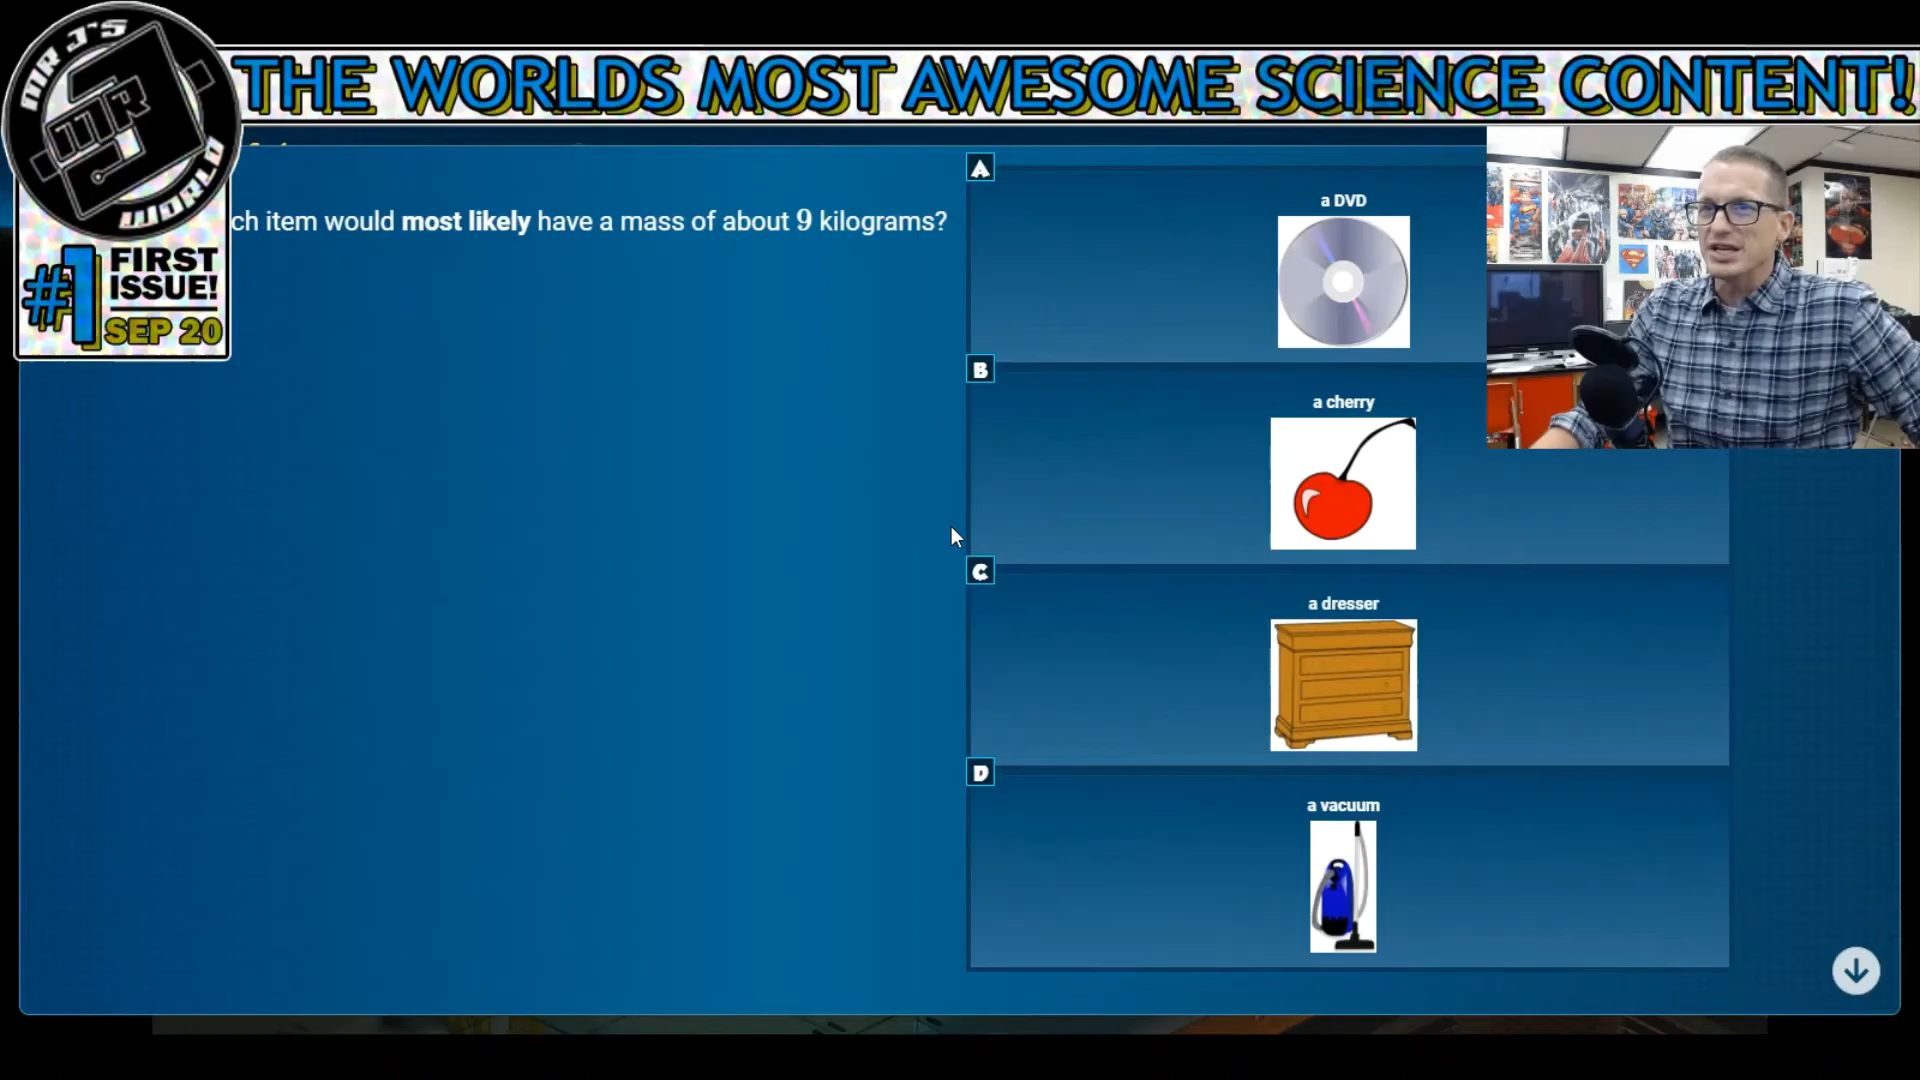 THE WORLDS MOST AWESOME SCIENCE CONTENT!
MR J'S
MR
J
WORLD
#1 FIRST
ISSUE!
SEP 20
ch item would most likely have a mass of about 9 kilograms?
A
a DVD
B
a cherry
C
a dresser
D
a vacuum